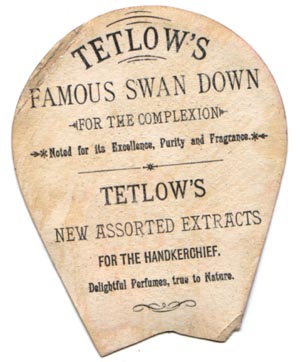 TETLOW'S
FAMOUS SWAN DOWN
FOR THE COMPLEXION
Noted for its Excellence, Purity and Fragrance.
TETLOW'S
NEW ASSORTED EXTRACTS
FOR THE HANDKERCHIEF.
Delightful Perfumes, true to Nature.